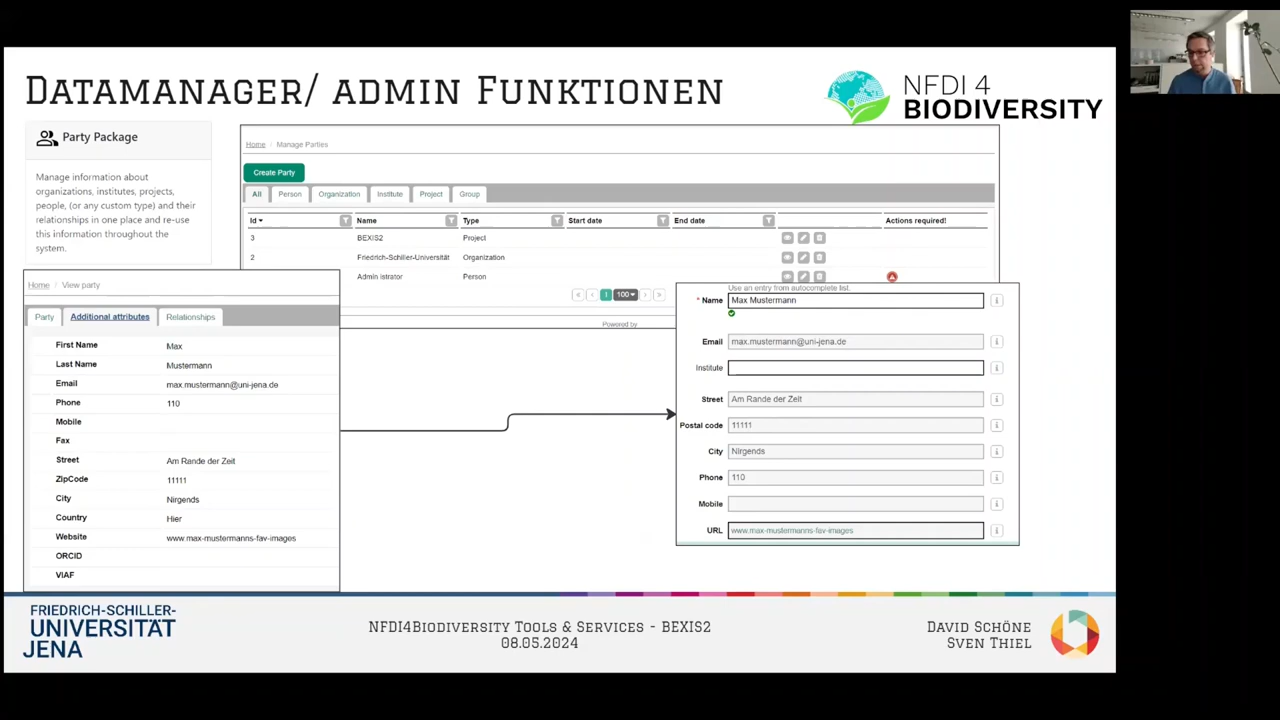 DATAMANAGER/ ADMIN FUNKTIONEN
NFDI 4
BIODIVERSITY
Party Package
Manage information about
organizations, institutes, projects,
people, (or any custom type) and their
relationships in one place and re-use
this information throughout the
system.
Home / Manage Parties
Create Party
All Person Organization Institute Project Group
Id Name Type Start date End date Actions required!
3 BEXIS2 Project
2 Friedrich-Schiller-Universität Organization
Admin istrator Person
1 100
Powered by
Home / View party
Party Additional attributes Relationships
First Name Max
Last Name Mustermann
Email max.mustermann@uni-jena.de
Phone 110
Mobile
Fax
Street Am Rande der Zeit
ZipCode 11111
City Nirgends
Country Hier
Website www.max-mustermanns-fav-images
ORCID
VIAF
Use an entry from autocomplete list.
* Name Max Mustermann
Email max.mustermann@uni-jena.de
Institute
Street Am Rande der Zeit
Postal code 11111
City Nirgends
Phone 110
Mobile
URL www.max-mustermanns-fav-images
FRIEDRICH-SCHILLER-
UNIVERSITÄT
JENA
NFDI4BIODIVERSITY TOOLS & SERVICES - BEXIS2
08.05.2024
DAVID SCHÖNE
SVEN THIEL